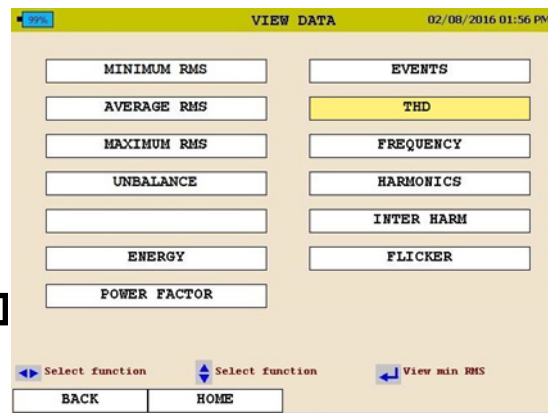 99% VIEW DATA 02/08/2016 01:56 PM
MINIMUM RMS EVENTS
AVERAGE RMS THD
MAXIMUM RMS FREQUENCY
UNBALANCE HARMONICS
INTER HARM
ENERGY FLICKER
POWER FACTOR
Select function Select function View min RMS
BACK HOME